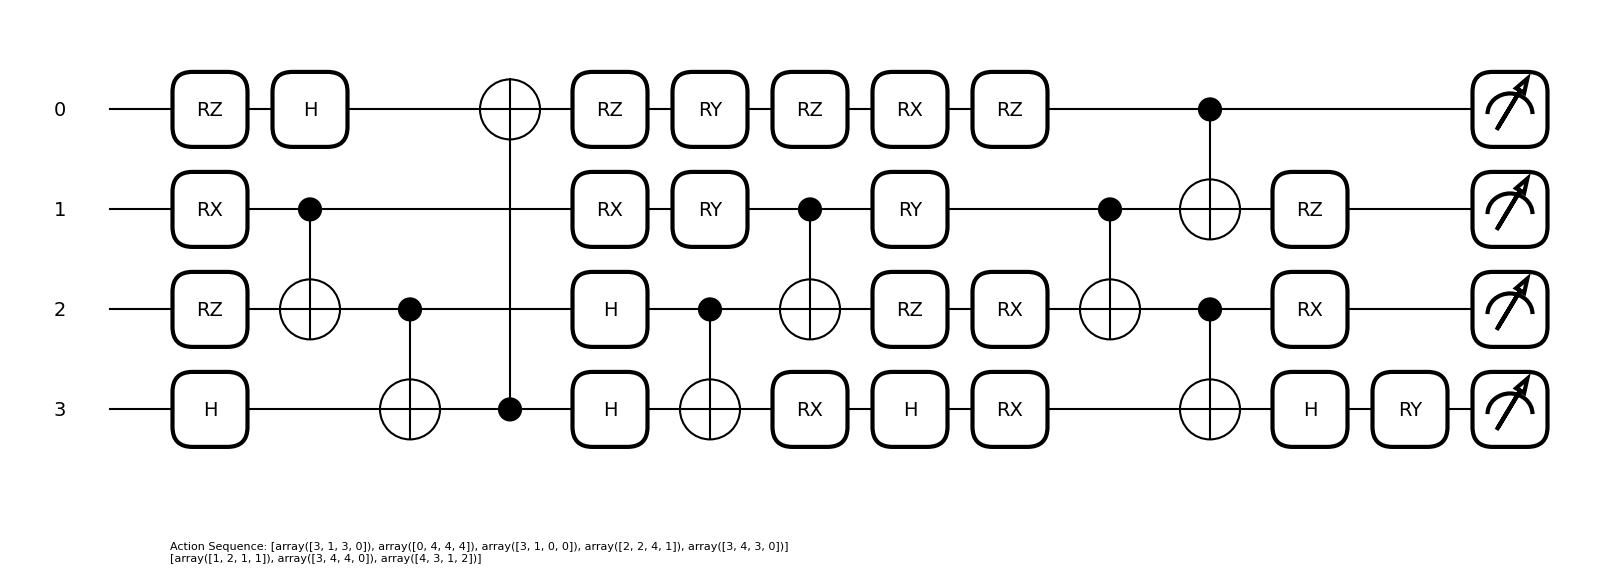 0 RZ H RZ RY RZ RX RZ
1 RX RX RY RY RZ
2 RZ H RZ RX RX
3 H H RX H RX H RY
Action Sequence: [array([3, 1, 3, 0]), array([0, 4, 4, 4]), array([3, 1, 0, 0]), array([2, 2, 4, 1]), array([3, 4, 3, 0])]
[array([1, 2, 1, 1]), array([3, 4, 4, 0]), array([4, 3, 1, 2])]